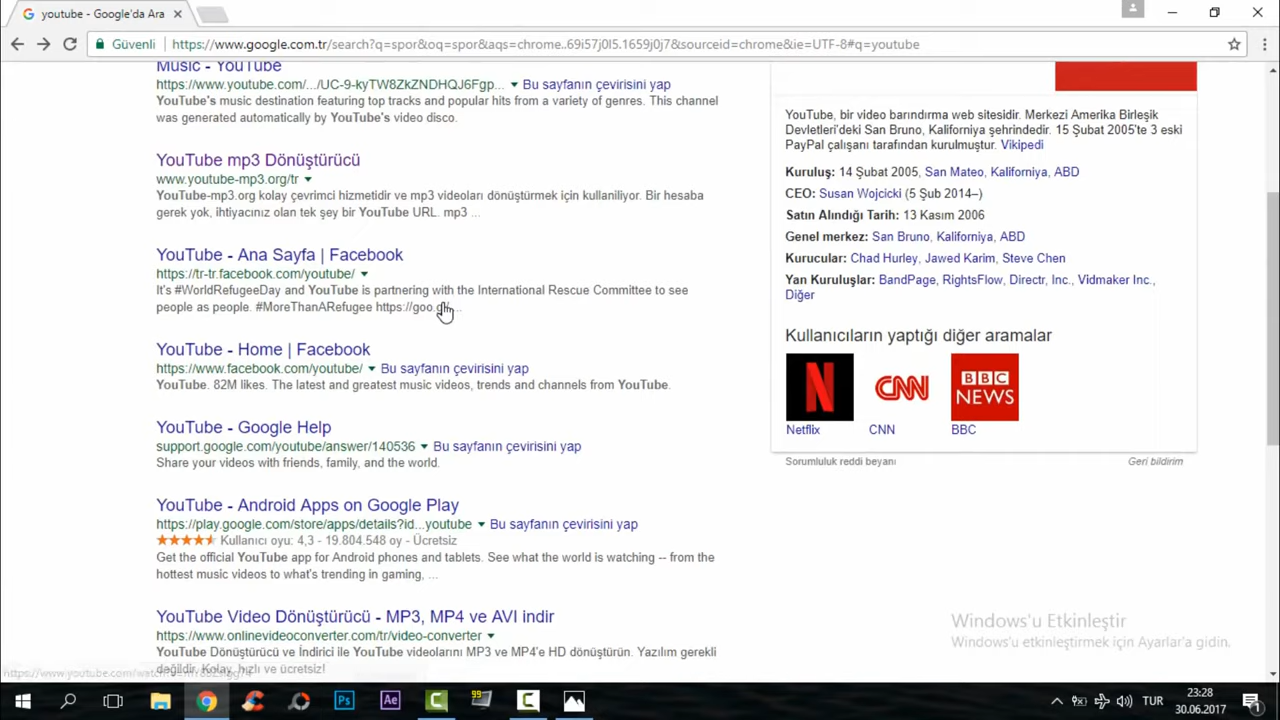 youtube - Google'da Ara
Güvenli
https://www.google.com.tr/search?q=spor&oq=spor&aqs=chrome..69i57j0l5.1659j0j7&sourceid=chrome&ie=UTF-8#q=youtube
Music - YouTube
https://www.youtube.com/.../UC-9-kyTW8ZkZNDHQJ6Fgp... Bu sayfanın çevirisini yap
YouTube's music destination featuring top tracks and popular hits from a variety of genres. This channel
was generated automatically by YouTube's video disco.
YouTube mp3 Dönüştürücü
www.youtube-mp3.org/tr
YouTube-mp3.org kolay çevrimci hizmetidir ve mp3 videoları dönüştürmek için kullaniliyor. Bir hesaba
gerek yok, ihtiyacınız olan tek şey bir YouTube URL. mp3 ...
YouTube - Ana Sayfa | Facebook
https://tr-tr.facebook.com/youtube/
It's #WorldRefugeeDay and YouTube is partnering with the International Rescue Committee to see
people as people. #MoreThanARefugee
YouTube - Home | Facebook
https://www.facebook.com/youtube/ Bu sayfanın çevirisini yap
YouTube. 82M likes. The latest and greatest music videos, trends and channels from YouTube.
YouTube - Google Help
support.google.com/youtube/answer/140536 Bu sayfanın çevirisini yap
Share your videos with friends, family, and the world.
YouTube - Android Apps on Google Play
https://play.google.com/store/apps/details?id...youtube Bu sayfanın çevirisini yap
Kullanıcı oyu: 4,3 - 19.804.548 oy - Ücretsiz
Get the official YouTube app for Android phones and tablets. See what the world is watching -- from the
hottest music videos to what's trending in gaming, ...
YouTube Video Dönüştürücü - MP3, MP4 ve AVI indir
https://www.onlinevideoconverter.com/tr/video-converter
YouTube Dönüştürücü ve İndirici ile YouTube videolarını MP3 ve MP4'e HD dönüştürün. Yazılım gerekli
değildir. Kolay, hızlı ve ücretsiz!
YouTube, bir video barındırma web sitesidir. Merkezi Amerika Birleşik
Devletleri'deki San Bruno, Kaliforniya şehrindedir. 15 Şubat 2005'te 3 eski
PayPal çalışanı tarafından kurulmuştur. Vikipedi
Kuruluş: 14 Şubat 2005, San Mateo, Kaliforniya, ABD
CEO: Susan Wojcicki (5 Şub 2014–)
Satın Alındığı Tarih: 13 Kasım 2006
Genel merkez: San Bruno, Kaliforniya, ABD
Kurucular: Chad Hurley, Jawed Karim, Steve Chen
Yan Kuruluşlar: BandPage, RightsFlow, Directr, Inc., Vidmaker Inc.,
Diğer
Kullanıcıların yaptığı diğer aramalar
N CNN BBC NEWS
Netflix CNN BBC
Sorumluluk reddi beyanı Geri bildirim
Windows'u Etkinleştir
Windows'u etkinleştirmek için Ayarlar'a gidin.
Ps Ae 99 TUR 23:28
30.06.2017